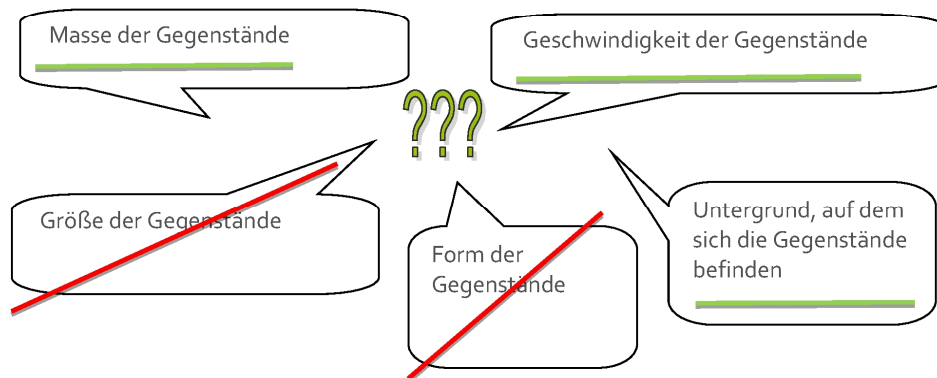 Masse der Gegenstände
Geschwindigkeit der Gegenstände
???
Größe der Gegenstände
Form der
Gegenstände
Untergrund, auf dem
sich die Gegenstände
befinden